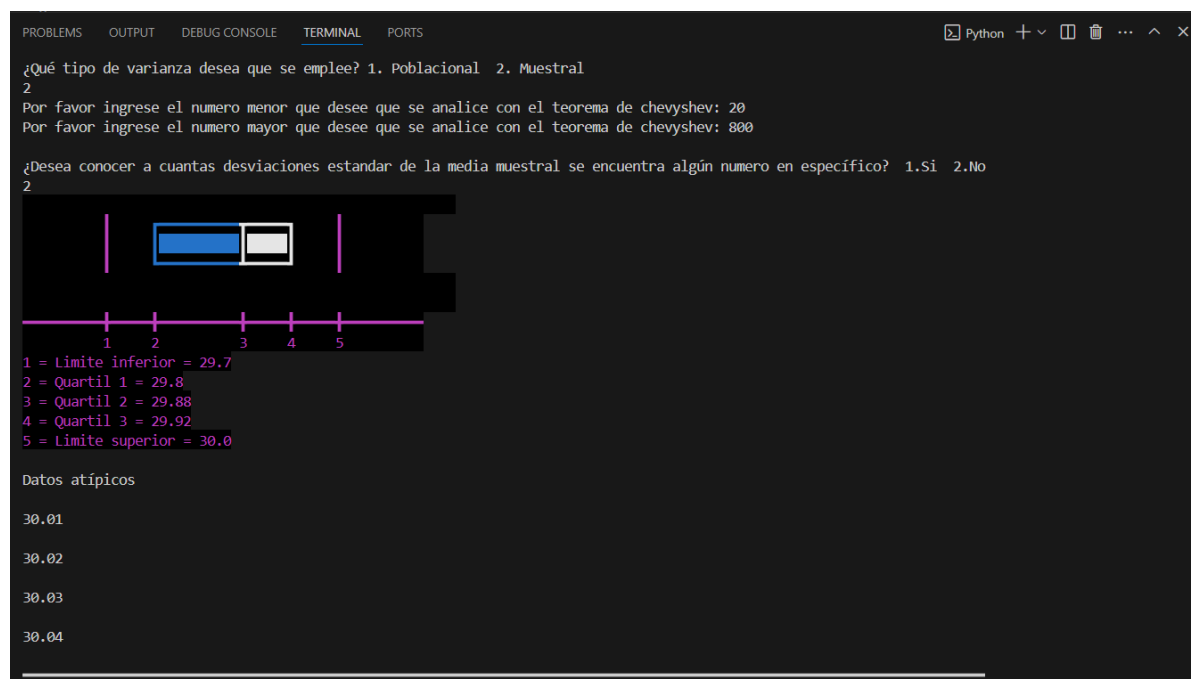 PROBLEMS OUTPUT DEBUG CONSOLE TERMINAL PORTS Python
¿Qué tipo de varianza desea que se emplee? 1. Poblacional 2. Muestral
2
Por favor ingrese el numero menor que desee que se analice con el teorema de chevyshev: 20
Por favor ingrese el numero mayor que desee que se analice con el teorema de chevyshev: 800
¿Desea conocer a cuantas desviaciones estandar de la media muestral se encuentra algún numero en específico? 1.Si 2.No
2
1 2 3 4 5
1 = Limite inferior = 29.7
2 = Quartil 1 = 29.8
3 = Quartil 2 = 29.88
4 = Quartil 3 = 29.92
5 = Limite superior = 30.0
Datos atípicos
30.01
30.02
30.03
30.04